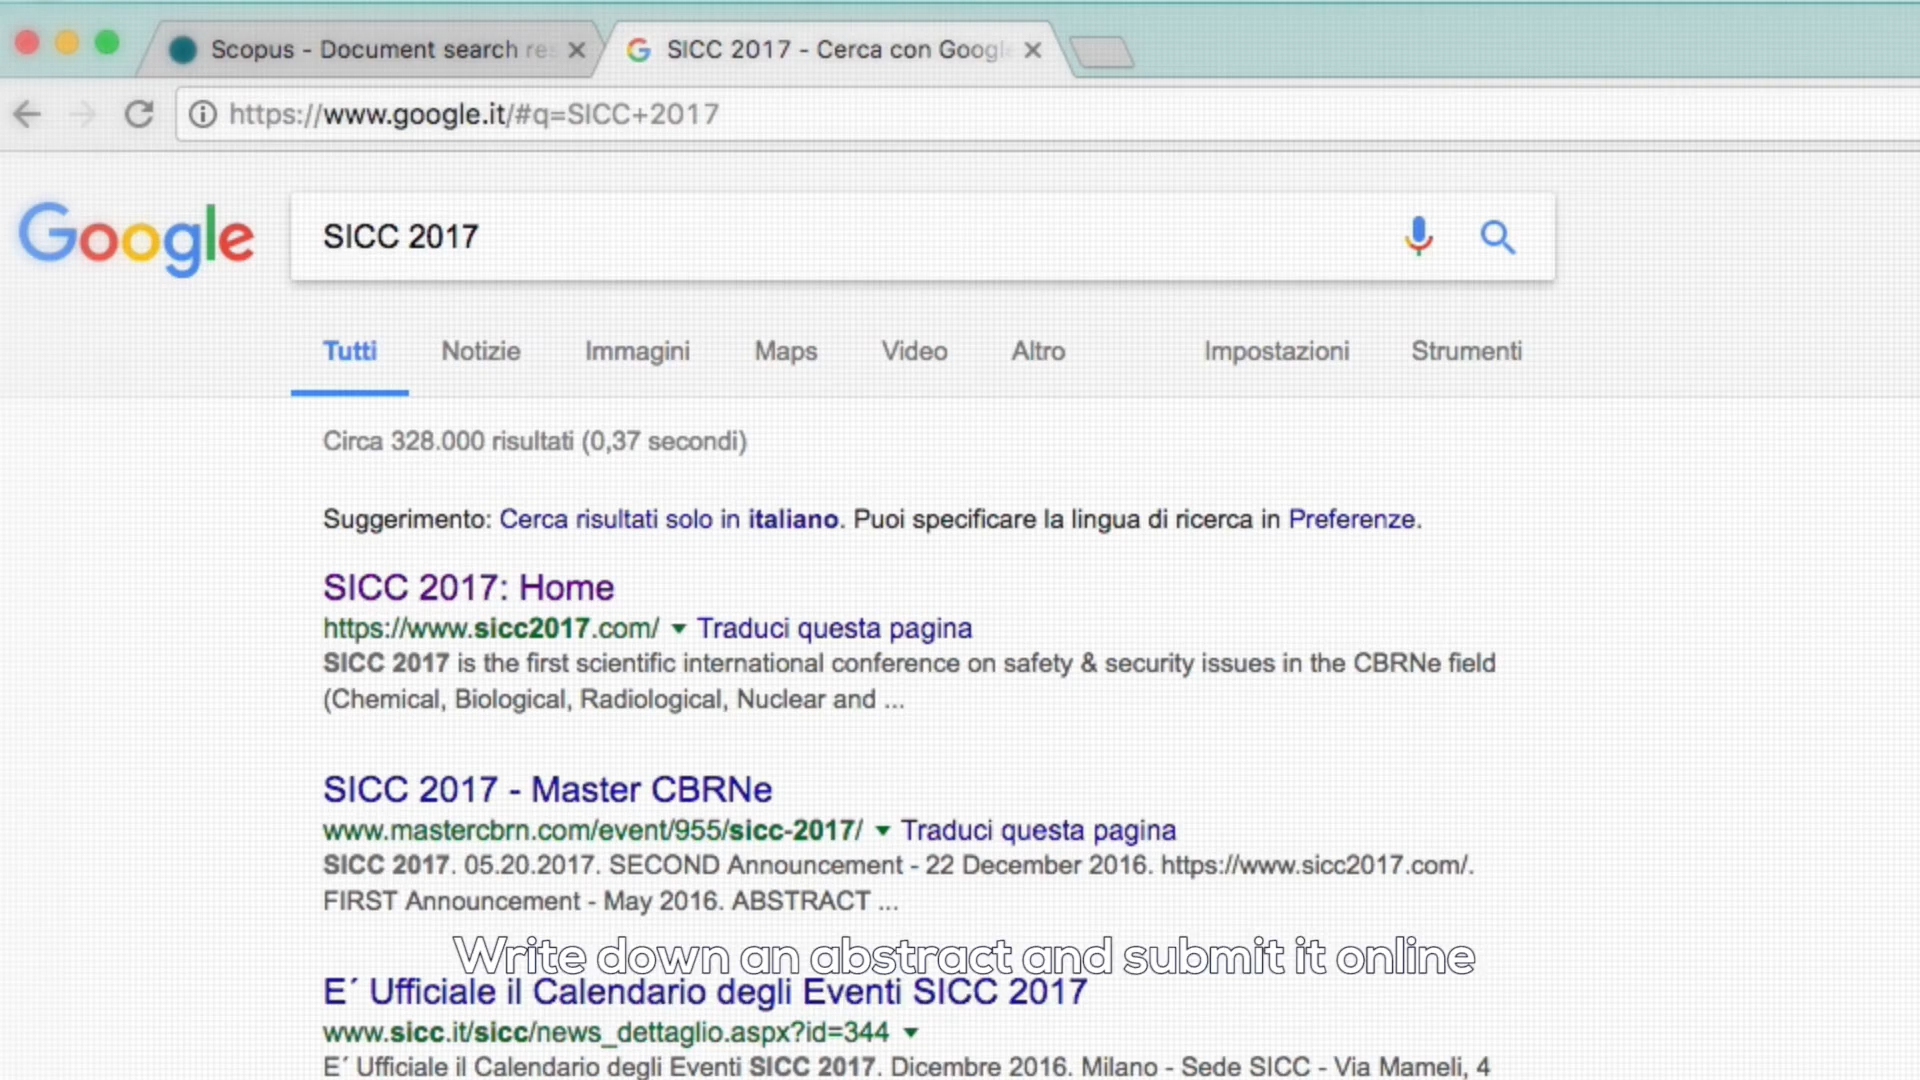 Scopus - Document search re
SICC 2017 - Cerca con Google
https://www.google.it/#q=SICC+2017
Google
SICC 2017
Tutti Notizie Immagini Maps Video Altro Impostazioni Strumenti
Circa 328.000 risultati (0,37 secondi)
Suggerimento: Cerca risultati solo in italiano. Puoi specificare la lingua di ricerca in Preferenze.
SICC 2017: Home
https://www.sicc2017.com/ Traduci questa pagina
SICC 2017 is the first scientific international conference on safety & security issues in the CBRNe field
(Chemical, Biological, Radiological, Nuclear and ...
SICC 2017 - Master CBRNe
www.mastercbrn.com/event/955/sicc-2017/ Traduci questa pagina
SICC 2017. 05.20.2017. SECOND Announcement - 22 December 2016. https://www.sicc2017.com/.
FIRST Announcement - May 2016. ABSTRACT ...
Write down an abstract and submit it online
E´ Ufficiale il Calendario degli Eventi SICC 2017
www.sicc.it/sicc/news_dettaglio.aspx?id=344
E´ Ufficiale il Calendario degli Eventi SICC 2017. Dicembre 2016. Milano - Sede SICC - Via Mameli, 4